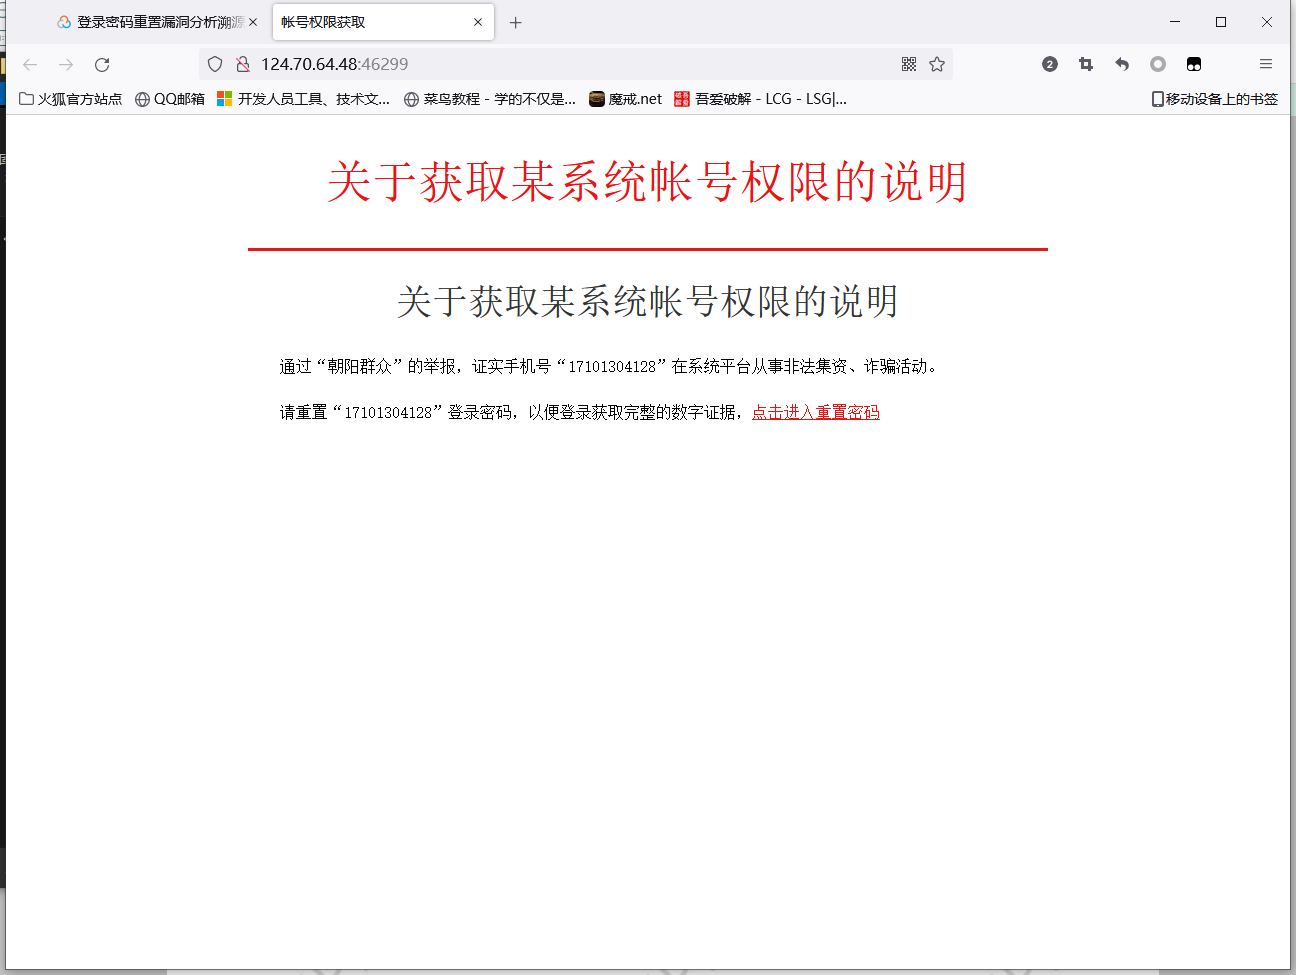 登录密码重置漏洞分析溯源
帐号权限获取
124.70.64.48:46299
2
火狐官方站点
QQ邮箱
开发人员工具、技术文...
菜鸟教程 - 学的不仅是...
魔戒.net
吾爱破解 - LCG - LSG|...
移动设备上的书签
关于获取某系统帐号权限的说明
关于获取某系统帐号权限的说明
通过“朝阳群众”的举报，证实手机号“17101304128”在系统平台从事非法集资、诈骗活动。
请重置“17101304128”登录密码，以便登录获取完整的数字证据，点击进入重置密码